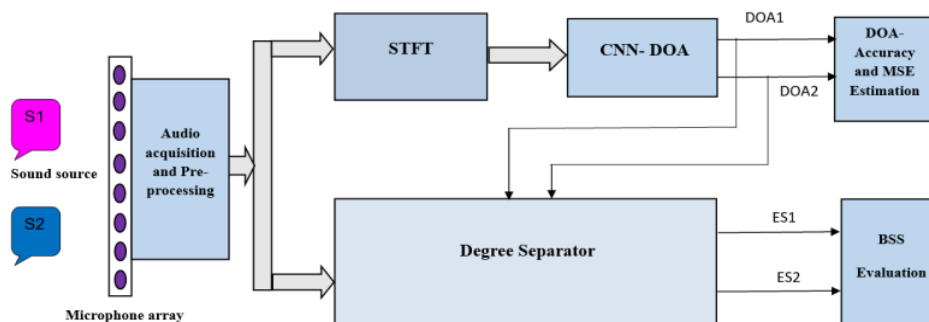 S1
Sound source
S2
Microphone array
Audio
acquisition
and Pre-
processing
STFT
CNN- DOA
DOA1
DOA2
DOA-
Accuracy
and MSE
Estimation
Degree Separator
ES1
ES2
BSS
Evaluation